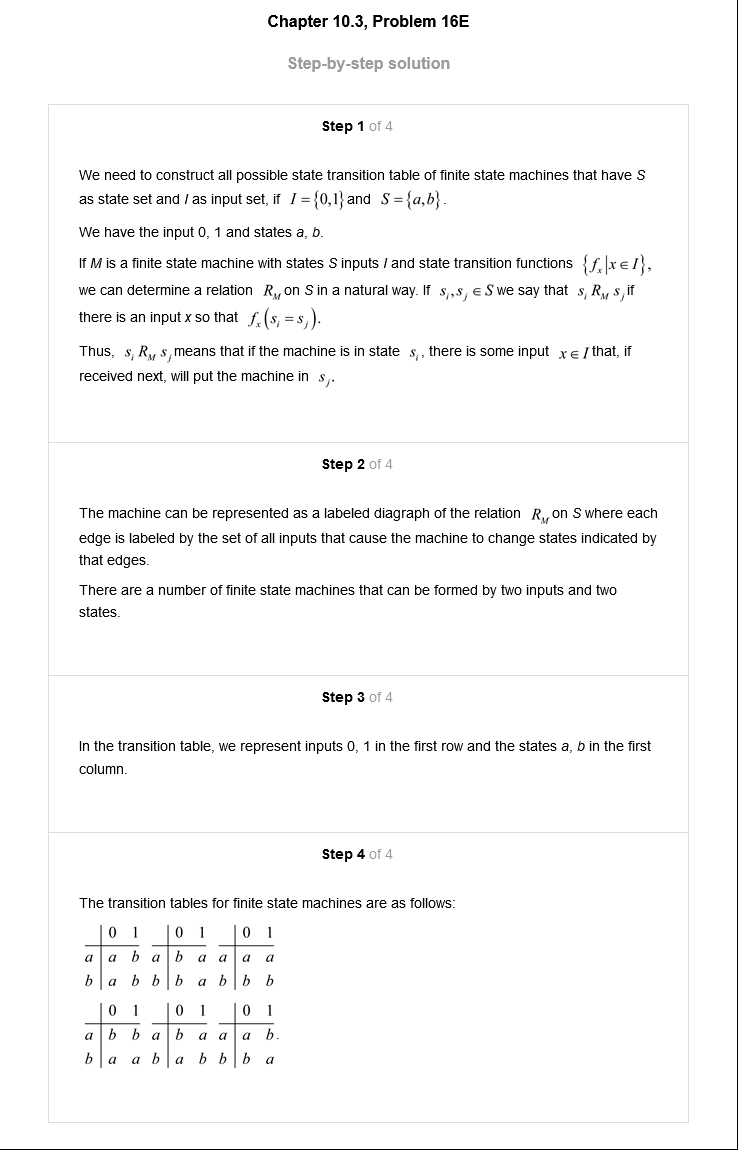 Chapter 10.3, Problem 16E
Step-by-step solution
Step 1 of 4
We need to construct all possible state transition table of finite state machines that have S
as state set and I as input set, if I = {0,1} and S = {a,b}.
We have the input 0, 1 and states a, b.
If M is a finite state machine with states S inputs I and state transition functions {fₓ|x ∈ I},
we can determine a relation R_M on S in a natural way. If s_i, s_j ∈ S we say that s_i R_M s_j if
there is an input x so that fₓ(s_i = s_j).
Thus, s_i R_M s_j means that if the machine is in state s_i, there is some input x ∈ I that, if
received next, will put the machine in s_j.
Step 2 of 4
The machine can be represented as a labeled diagraph of the relation R_M on S where each
edge is labeled by the set of all inputs that cause the machine to change states indicated by
that edges.
There are a number of finite state machines that can be formed by two inputs and two
states.
Step 3 of 4
In the transition table, we represent inputs 0, 1 in the first row and the states a, b in the first
column.
Step 4 of 4
The transition tables for finite state machines are as follows:
0 1 0 1 0 1
a a b a b a a a a
b a b b b a b b b
0 1 0 1 0 1
a b b a b a a a b.
b a a b a b b b a